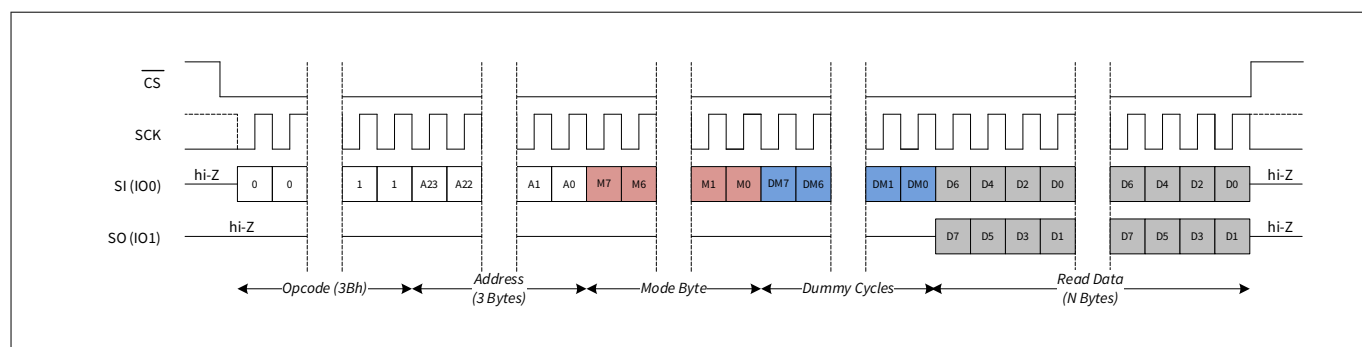 CS
SCK
SI (IO0) hi-Z 0 0 1 1 A23 A22 A1 A0 M7 M6 M1 M0 DM7 DM6 DM1 DM0 D6 D4 D2 D0 D6 D4 D2 D0 hi-Z
SO (IO1) hi-Z D7 D5 D3 D1 D7 D5 D3 D1 hi-Z
Opcode (3Bh) Address Mode Byte Dummy Cycles Read Data
(3 Bytes) (N Bytes)